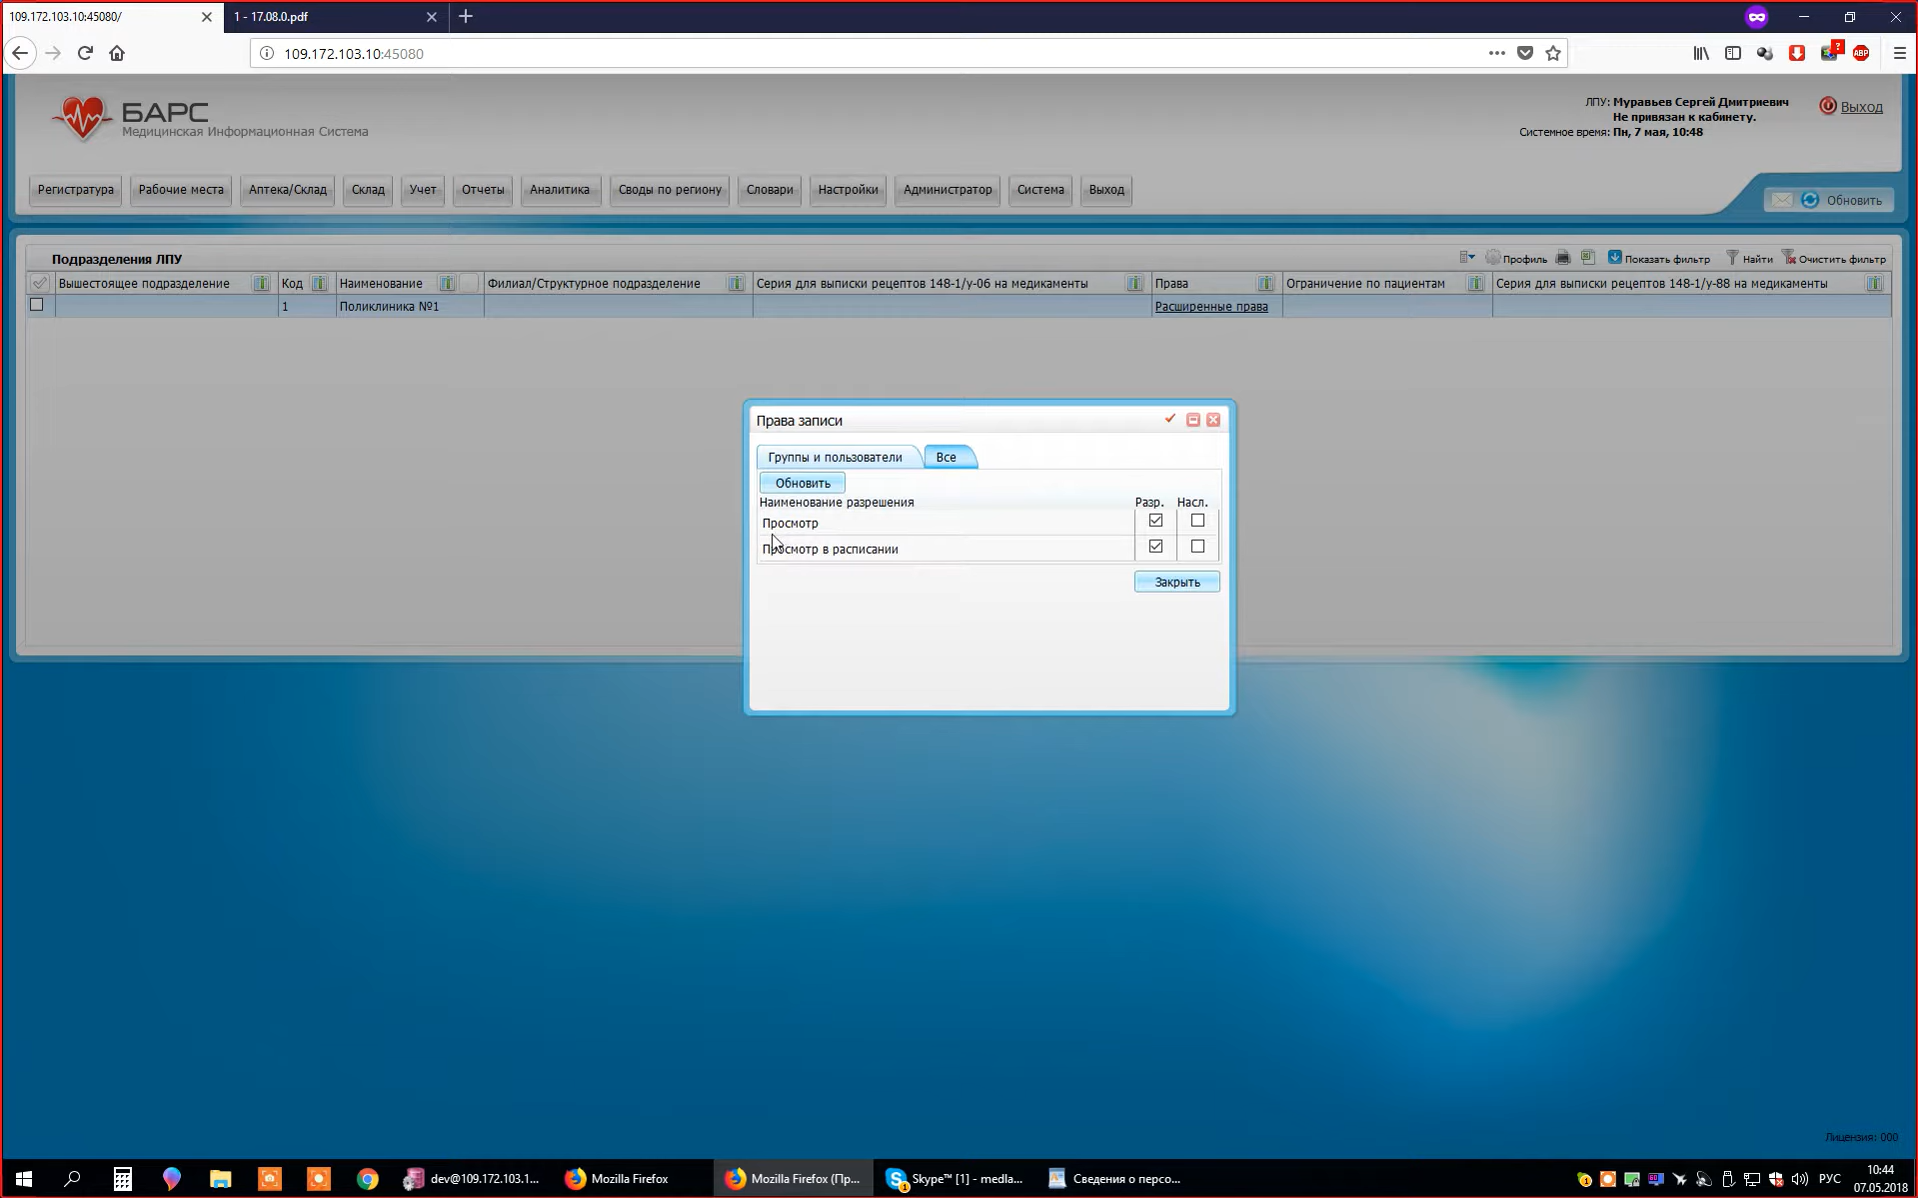 109.172.103.10:45080/
1 - 17.08.0.pdf
109.172.103.10:45080
ABP
БАРС
Медицинская Информационная Система
ЛПУ: Муравьев Сергей Дмитриевич
Не привязан к кабинету.
Системное время: Пн, 7 мая, 10:48
Выход
Регистратура Рабочие места Аптека/Склад Склад Учет Отчеты Аналитика Своды по региону Словари Настройки Администратор Система Выход
Обновить
Подразделения ЛПУ
Профиль Показать фильтр Найти Очистить фильтр
Вышестоящее подразделение Код Наименование Филиал/Структурное подразделение Серия для выписки рецептов 148-1/у-06 на медикаменты Права Ограничение по пациентам Серия для выписки рецептов 148-1/у-88 на медикаменты
1 Поликлиника №1 Расширенные права
Права записи
Группы и пользователи Все
Обновить
Наименование разрешения Разр. Насл.
Просмотр
Просмотр в расписании
Закрыть
Лицензия: 000
dev@109.172.103.1... Mozilla Firefox Mozilla Firefox (Пр... Skype™ [1] - medla... Сведения о персо...
РУС
10:44
07.05.2018